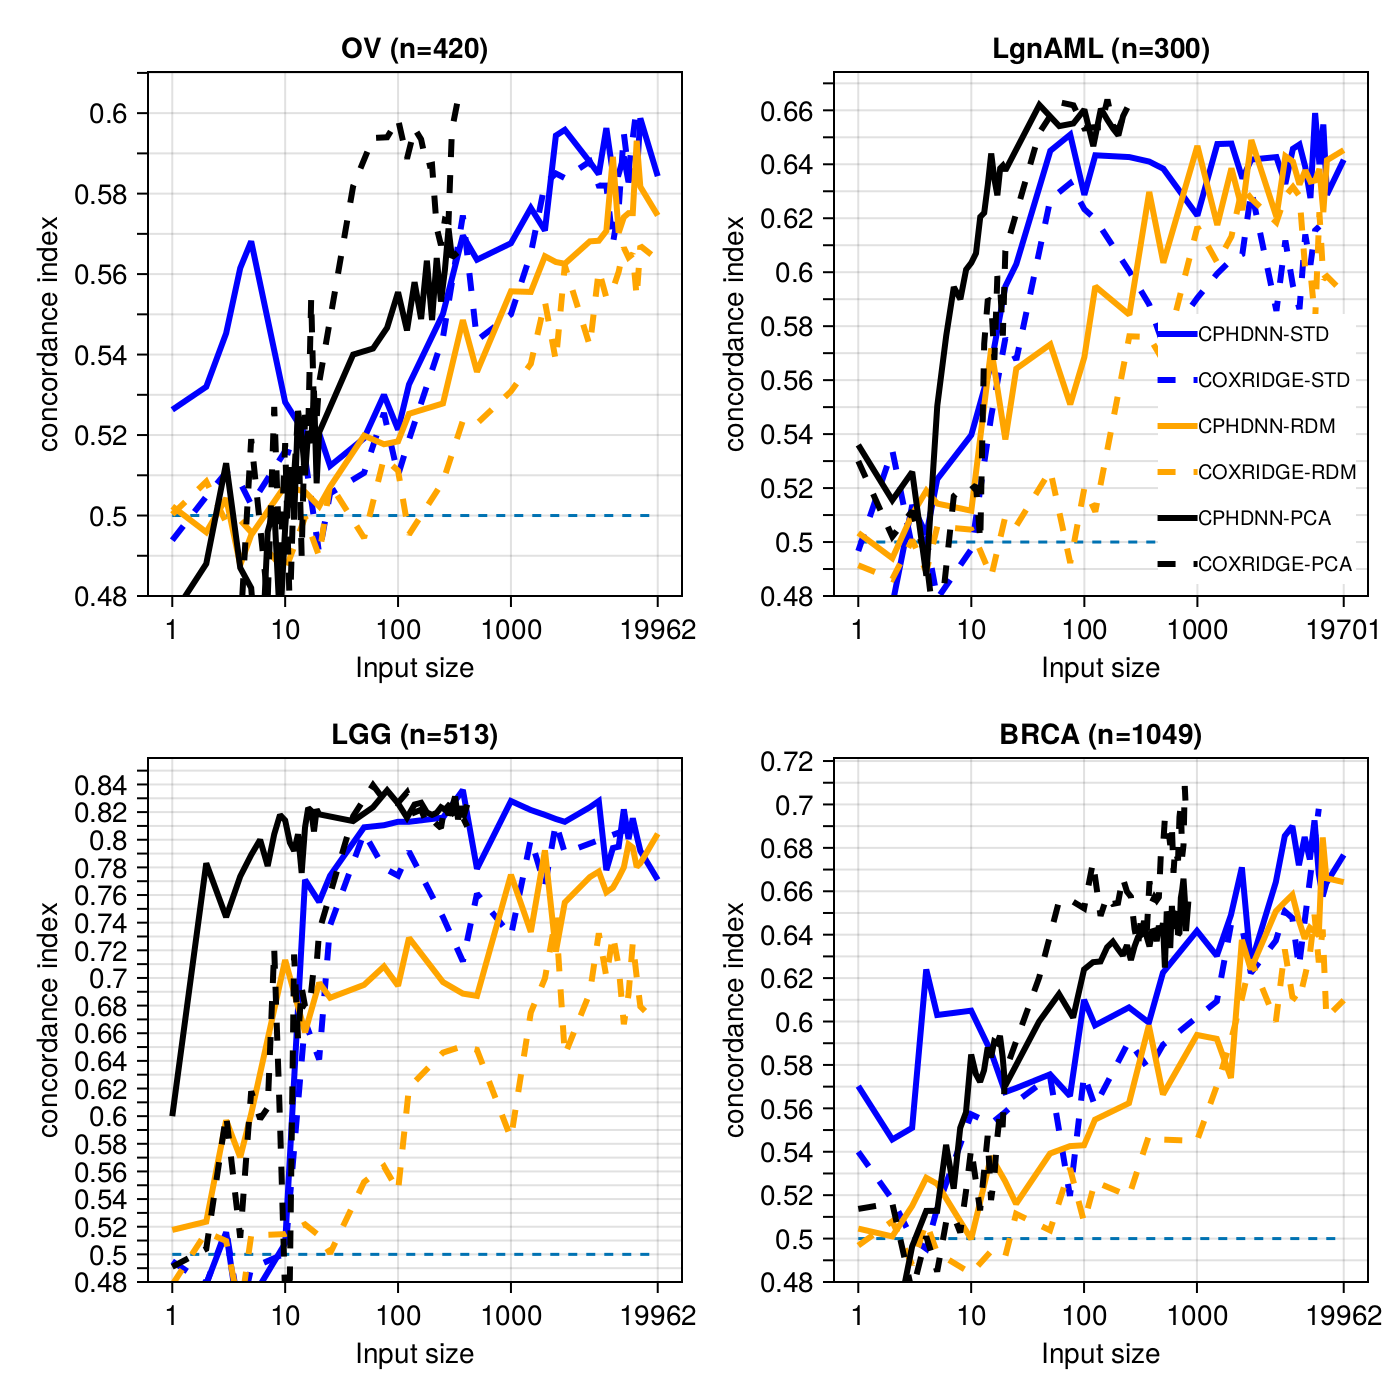 OV (n=420)
concordance index
0.6
0.58
0.56
0.54
0.52
0.5
0.48
1 10 100 1000 19962
Input size
LgnAML (n=300)
concordance index
0.66
0.64
0.62
0.6
0.58
0.56
0.54
0.52
0.5
0.48
CPHDNN-STD
COXRIDGE-STD
CPHDNN-RDM
COXRIDGE-RDM
CPHDNN-PCA
COXRIDGE-PCA
1 10 100 1000 19701
Input size
LGG (n=513)
concordance index
0.84
0.82
0.8
0.78
0.76
0.74
0.72
0.7
0.68
0.66
0.64
0.62
0.6
0.58
0.56
0.54
0.52
0.5
0.48
1 10 100 1000 19962
Input size
BRCA (n=1049)
concordance index
0.72
0.7
0.68
0.66
0.64
0.62
0.6
0.58
0.56
0.54
0.52
0.5
0.48
1 10 100 1000 19962
Input size